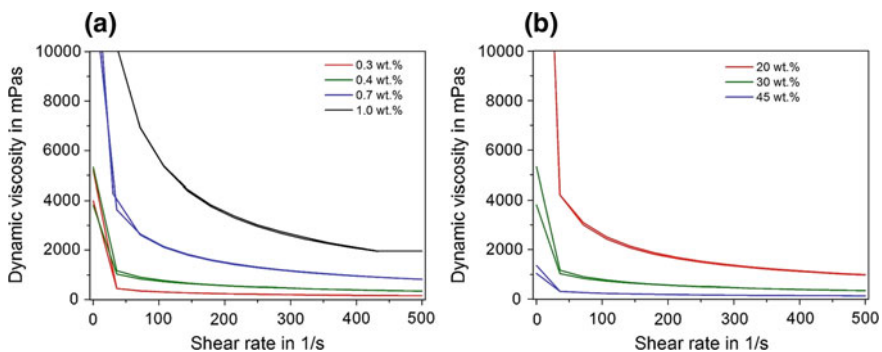 (a)
Dynamic viscosity in mPas
10000
8000
6000
4000
2000
0
0.3 wt.%
0.4 wt.%
0.7 wt.%
1.0 wt.%
0 100 200 300 400 500
Shear rate in 1/s
(b)
Dynamic viscosity in mPas
10000
8000
6000
4000
2000
0
20 wt.%
30 wt.%
45 wt.%
0 100 200 300 400 500
Shear rate in 1/s